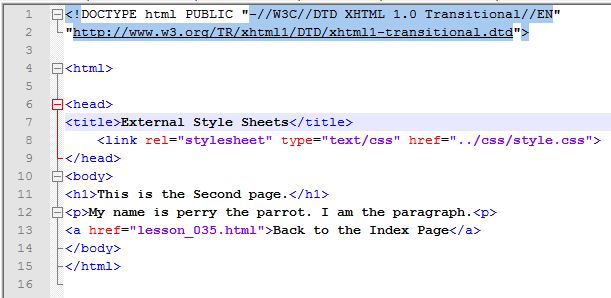 1 <!DOCTYPE html PUBLIC "-//W3C//DTD XHTML 1.0 Transitional//EN"
2 "http://www.w3.org/TR/xhtml1/DTD/xhtml1-transitional.dtd">
3
4 <html>
5
6 <head>
7 <title>External Style Sheets</title>
8 <link rel="stylesheet" type="text/css" href="../css/style.css">
9 </head>
10 <body>
11 <h1>This is the Second page.</h1>
12 <p>My name is perry the parrot. I am the paragraph.<p>
13 <a href="lesson_035.html">Back to the Index Page</a>
14 </body>
15 </html>
16